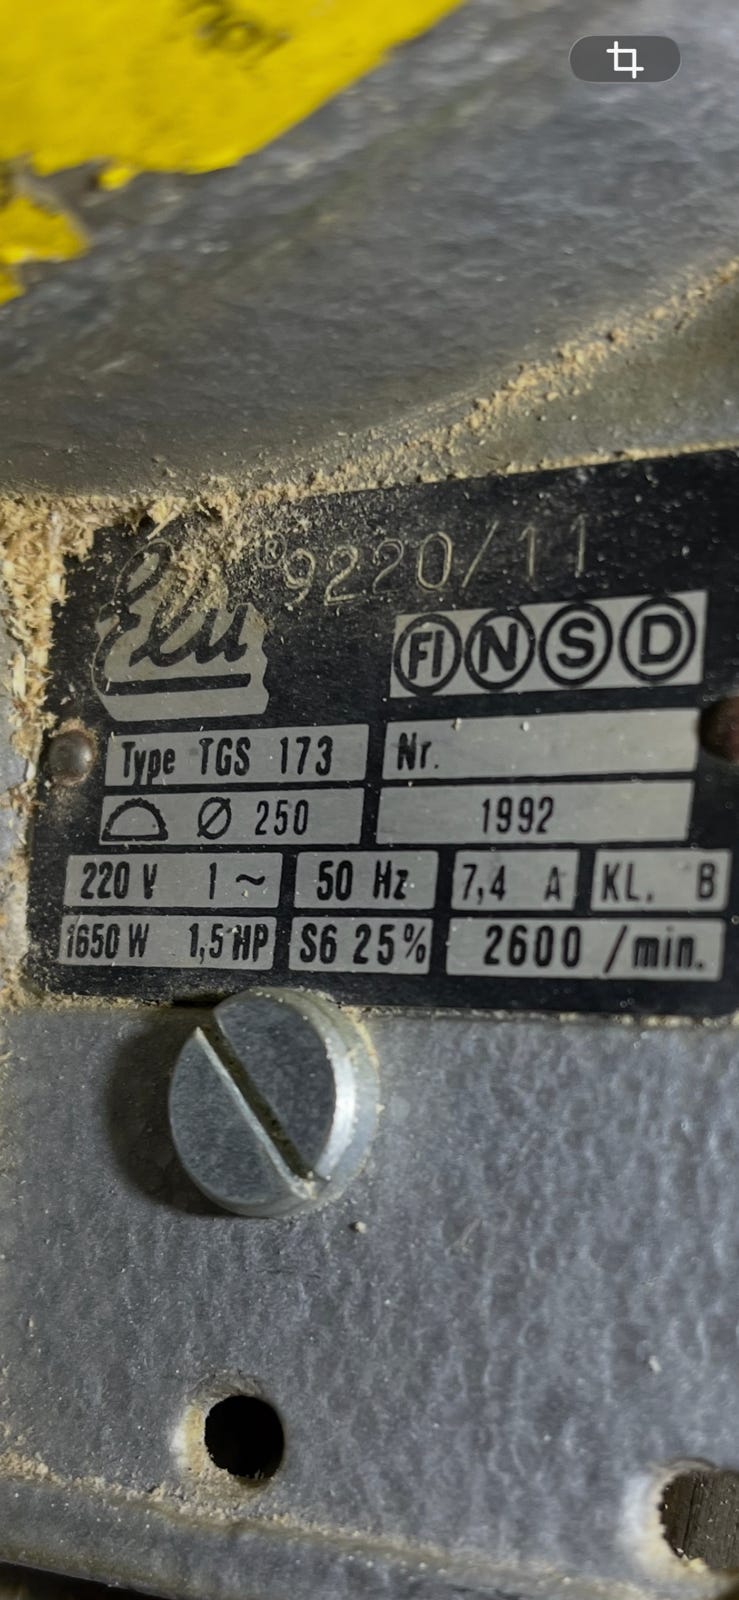 Elu ® 9220/11
FI N S D
Type TGS 173 Nr.
Ø 250 1992
220 V 1 ~ 50 Hz 7,4 A KL. B
1650 W 1,5 HP S6 25% 2600 /min.